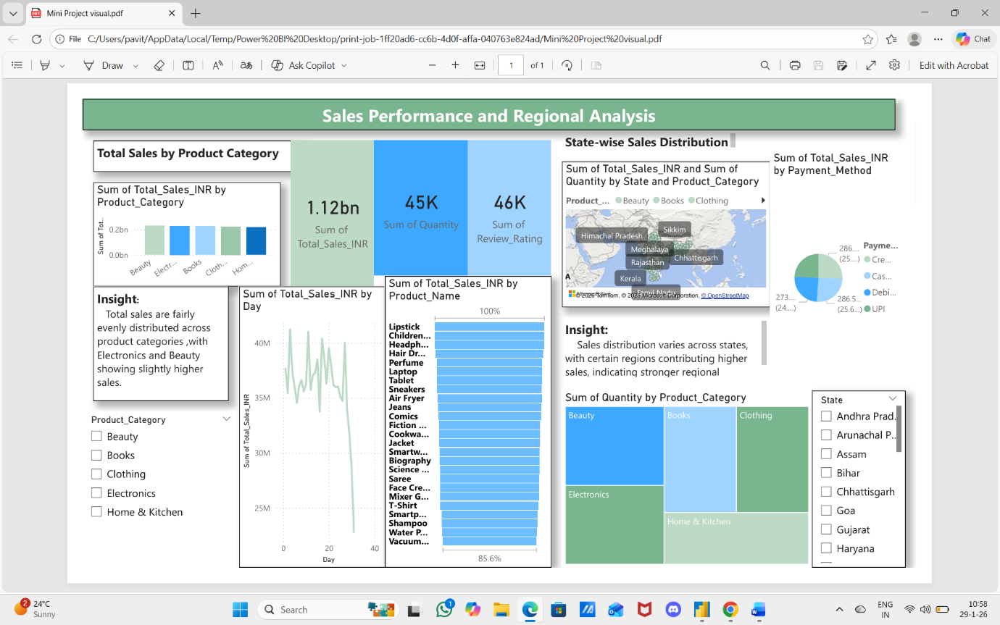 Mini Project visual.pdf
File C:/Users/pavit/AppData/Local/Temp/Power%20BI%20Desktop/print-job-1ff20ad6-cc6b-4d0f-affa-040763e824ad/Mini%20Project%20visual.pdf
Chat
Draw
Ask Copilot
1 of 1
Edit with Acrobat
Sales Performance and Regional Analysis
Total Sales by Product Category
Sum of Total_Sales_INR by
Product_Category
Sum of Tot...
0.2bn
0.0bn
Beauty
Electr...
Books
Cloth...
Hom...
Insight:
Total sales are fairly
evenly distributed across
product categories ,with
Electronics and Beauty
showing slightly higher
sales.
Product_Category
Beauty
Books
Clothing
Electronics
Home & Kitchen
1.12bn
Sum of
Total_Sales_INR
45K
Sum of Quantity
46K
Sum of
Review_Rating
Sum of Total_Sales_INR by
Day
Sum of Total_Sales_INR
40M
35M
30M
25M
0
20
40
Day
Sum of Total_Sales_INR by
Product_Name
100%
Lipstick
Children...
Headph...
Hair Dr...
Perfume
Laptop
Tablet
Sneakers
Air Fryer
Jeans
Comics
Fiction ...
Cookwa...
Jacket
Smartw...
Biography
Science ...
Saree
Face Cre...
Mixer G...
T-Shirt
Smartp...
Shampoo
Water P...
Vacuum...
85.6%
State-wise Sales Distribution
Sum of Total_Sales_INR and Sum of
Quantity by State and Product_Category
Product_... Beauty Books Clothing
Himachal Pradesh
Sikkim
Meghalaya
Chhattisgarh
Rajasthan
Kerala
Tamil Nadu
A
© 2026 TomTom, © 2026 Microsoft Corporation, © OpenStreetMap
Sum of Total_Sales_INR
by Payment_Method
286....
(25....)
273....
(24....)
286.5...
(25.6...)
Payme...
Cre...
Cas...
Debi...
UPI
Insight:
Sales distribution varies across states,
with certain regions contributing higher
sales, indicating stronger regional
Sum of Quantity by Product_Category
Beauty
Books
Clothing
Electronics
Home & Kitchen
State
Andhra Prad...
Arunachal P...
Assam
Bihar
Chhattisgarh
Goa
Gujarat
Haryana
2
24°C
Sunny
Search
1
ENG
IN
10:58
29-1-26